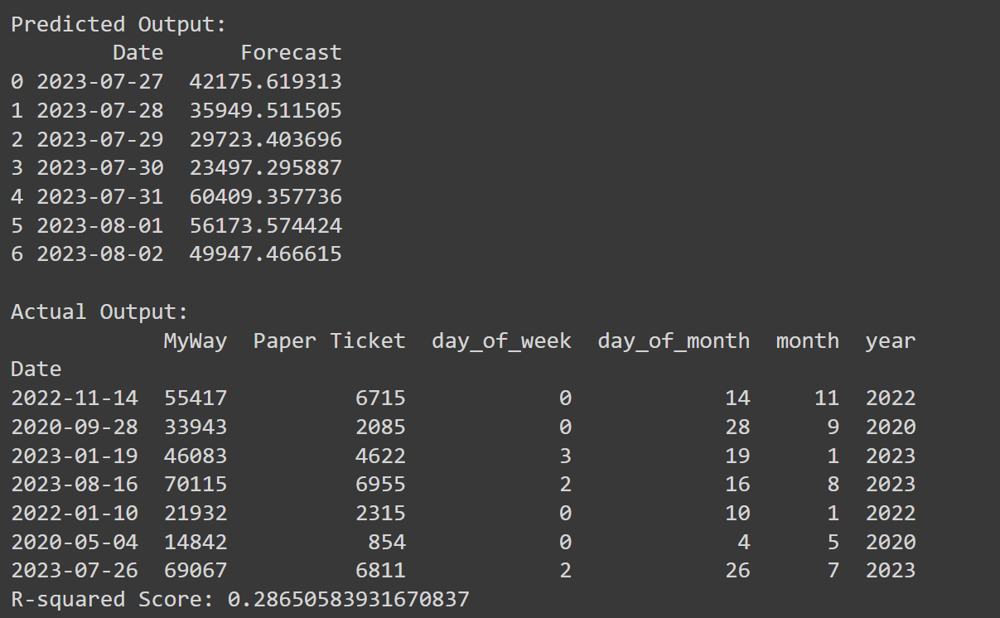 Predicted Output:
Date Forecast
0 2023-07-27 42175.619313
1 2023-07-28 35949.511505
2 2023-07-29 29723.403696
3 2023-07-30 23497.295887
4 2023-07-31 60409.357736
5 2023-08-01 56173.574424
6 2023-08-02 49947.466615
Actual Output:
MyWay Paper Ticket day_of_week day_of_month month year
Date
2022-11-14 55417 6715 0 14 11 2022
2020-09-28 33943 2085 0 28 9 2020
2023-01-19 46083 4622 3 19 1 2023
2023-08-16 70115 6955 2 16 8 2023
2022-01-10 21932 2315 0 10 1 2022
2020-05-04 14842 854 0 4 5 2020
2023-07-26 69067 6811 2 26 7 2023
R-squared Score: 0.28650583931670837